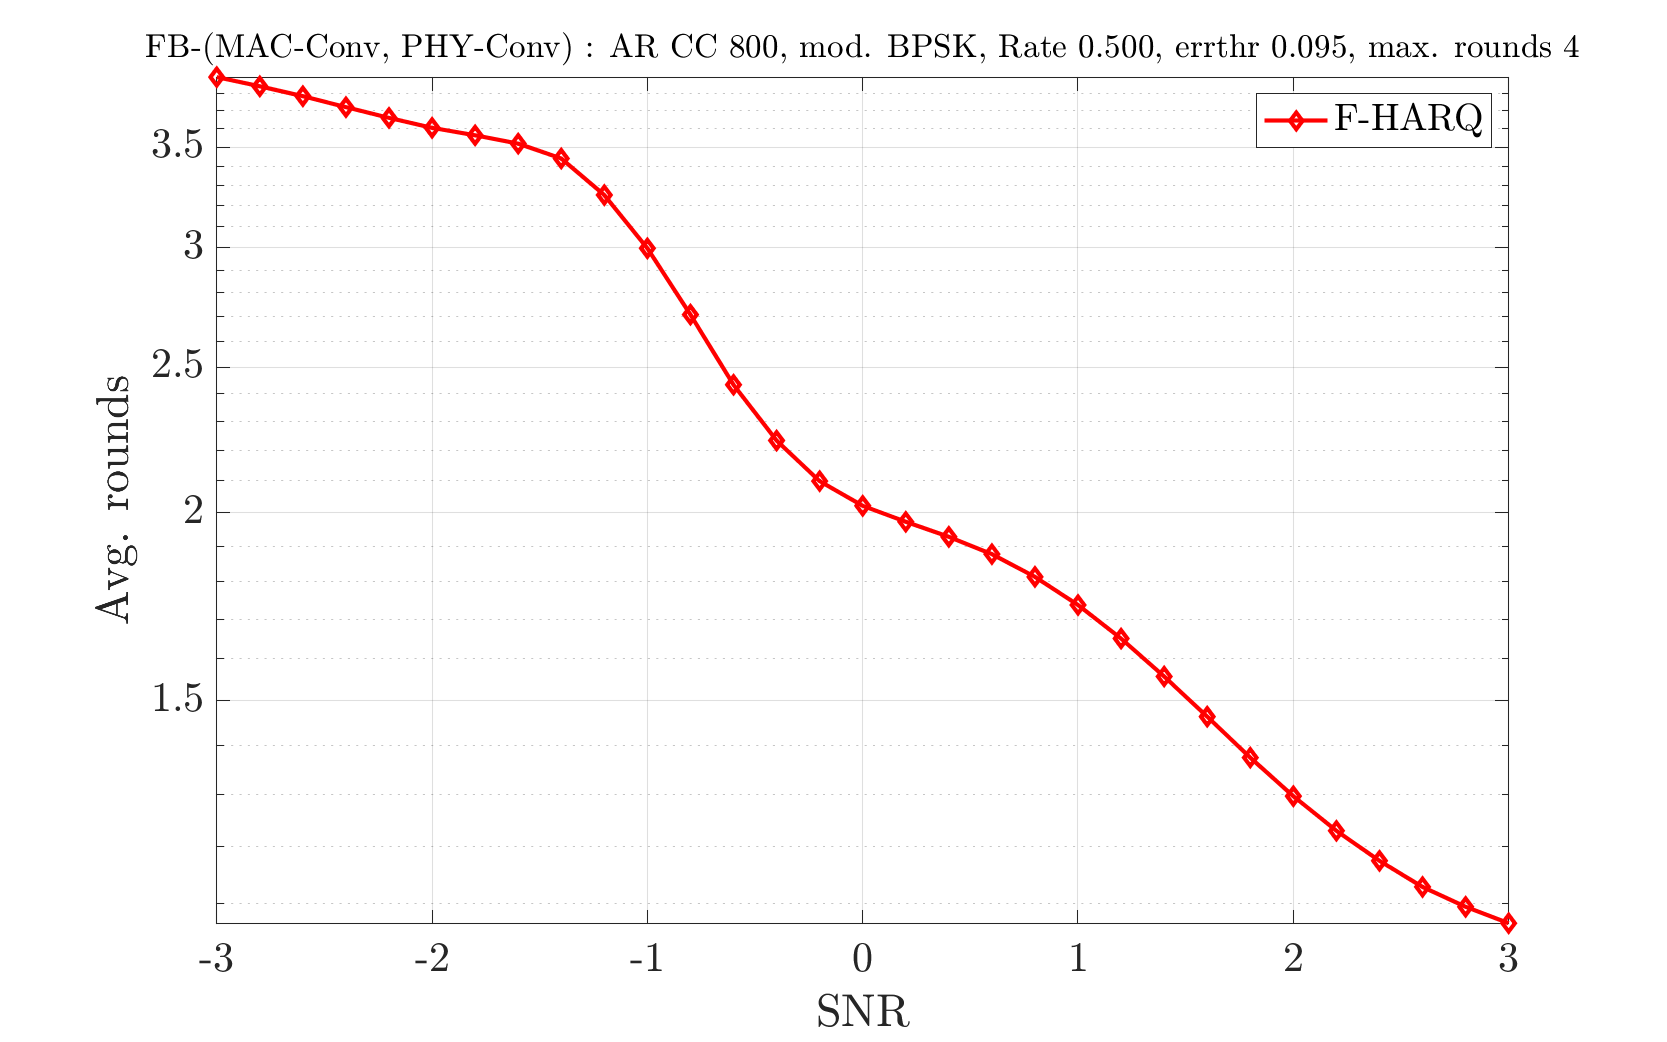 FB-(MAC-Conv, PHY-Conv) : AR CC 800, mod. BPSK, Rate 0.500, errthr 0.095, max. rounds 4
F-HARQ
3.5
3
2.5
2
1.5
Avg. rounds
-3 -2 -1 0 1 2 3
SNR